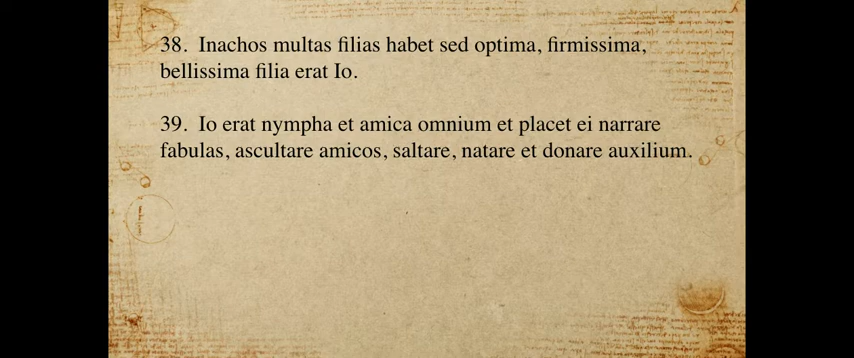 38. Inachos multas filias habet sed optima, firmissima,
bellissima filia erat Io.
39. Io erat nympha et amica omnium et placet ei narrare
fabulas, ascultare amicos, saltare, natare et donare auxilium.